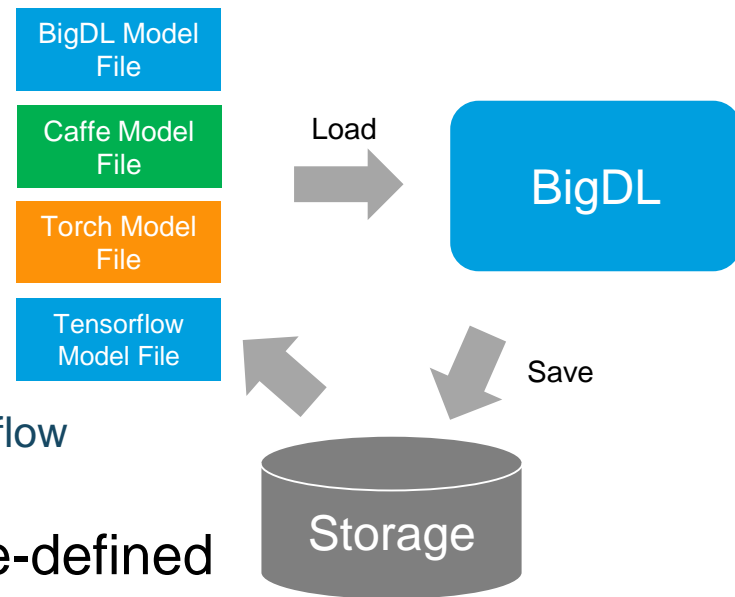 BigDL Model
File
Caffe Model
File
Load
BigDL
Torch Model
File
Tensorflow
Model File
Save
flow
Storage
e-defined